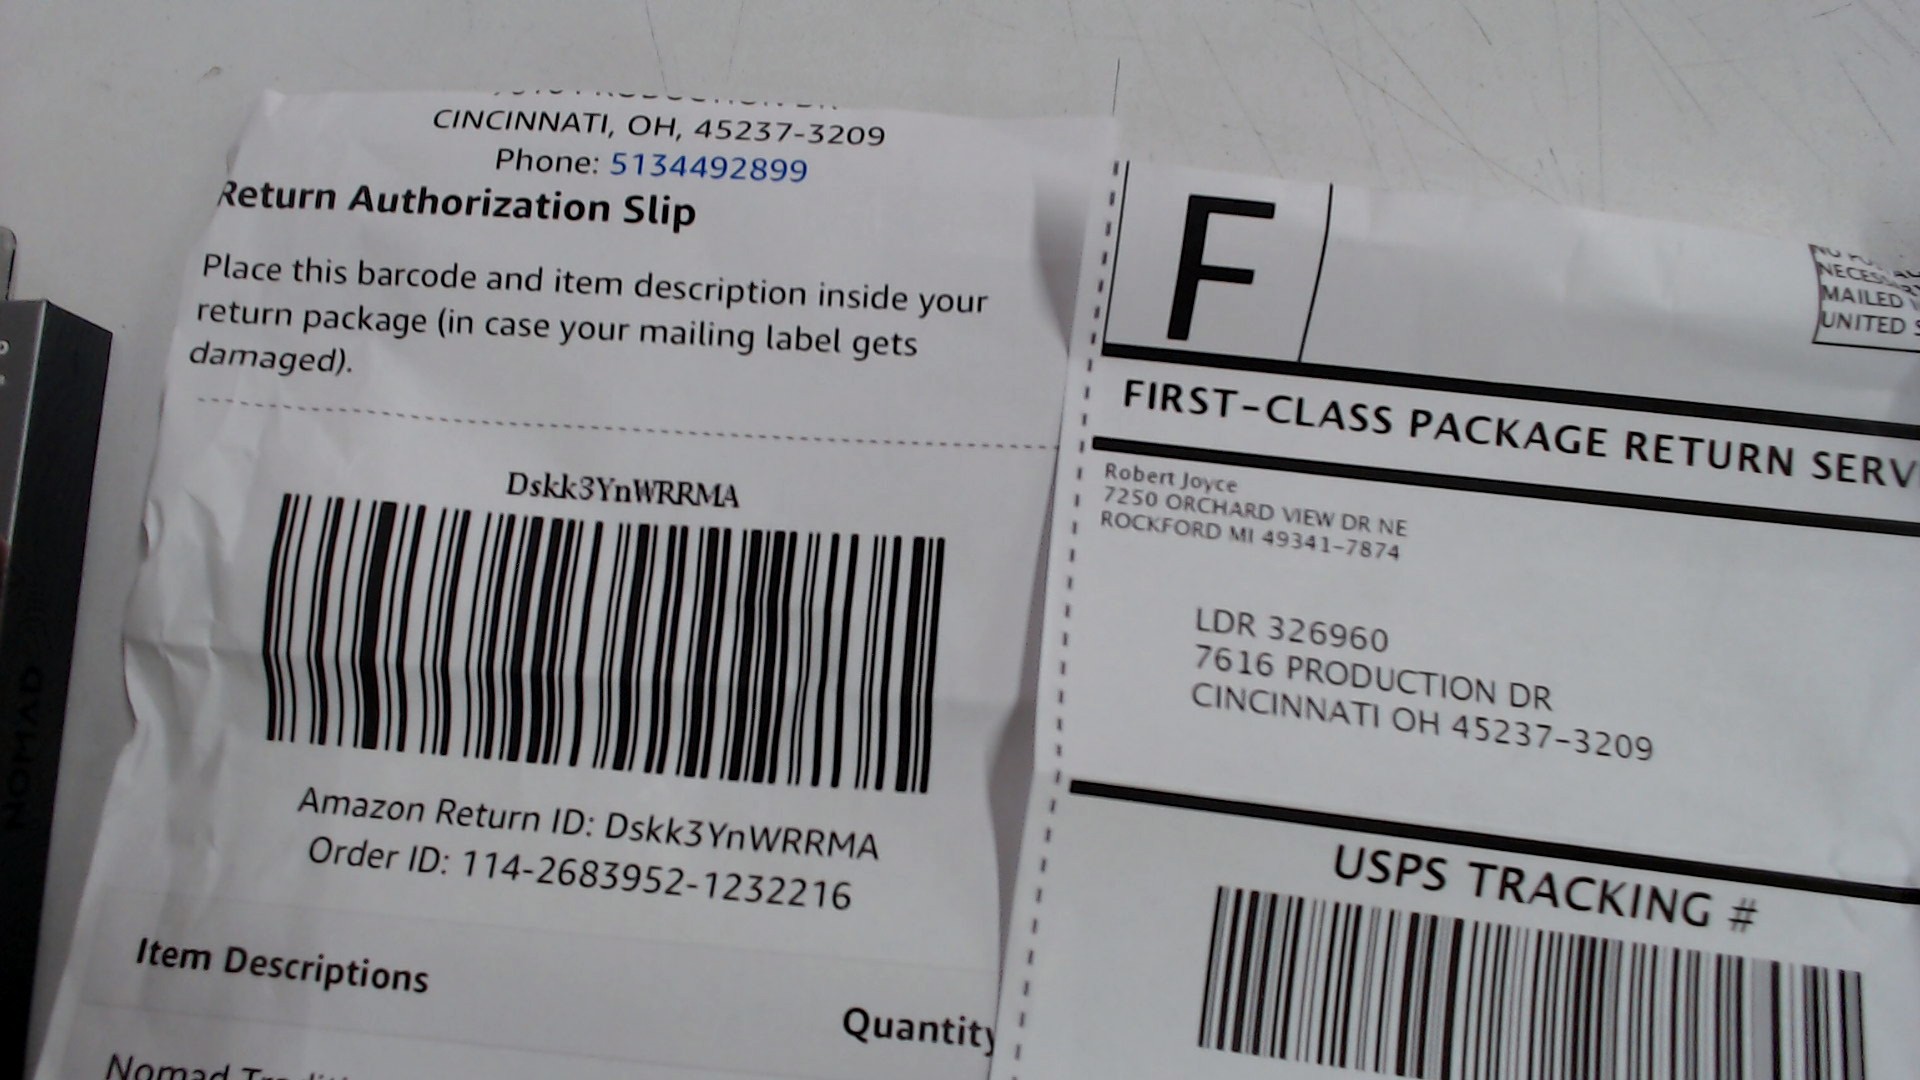 CINCINNATI, OH, 45237-3209
Phone: 5134492899
Return Authorization Slip
Place this barcode and item description inside your
return package (in case your mailing label gets
damaged).
Dskk3YnWRRMA
Amazon Return ID: Dskk3YnWRRMA
Order ID: 114-2683952-1232216
Item Descriptions
Quantity
Nomad
F
MAILED
UNITED
FIRST-CLASS PACKAGE RETURN SERV
Robert Joyce
7250 ORCHARD VIEW DR NE
ROCKFORD MI 49341-7874
LDR 326960
7616 PRODUCTION DR
CINCINNATI OH 45237-3209
USPS TRACKING #
NOMAD